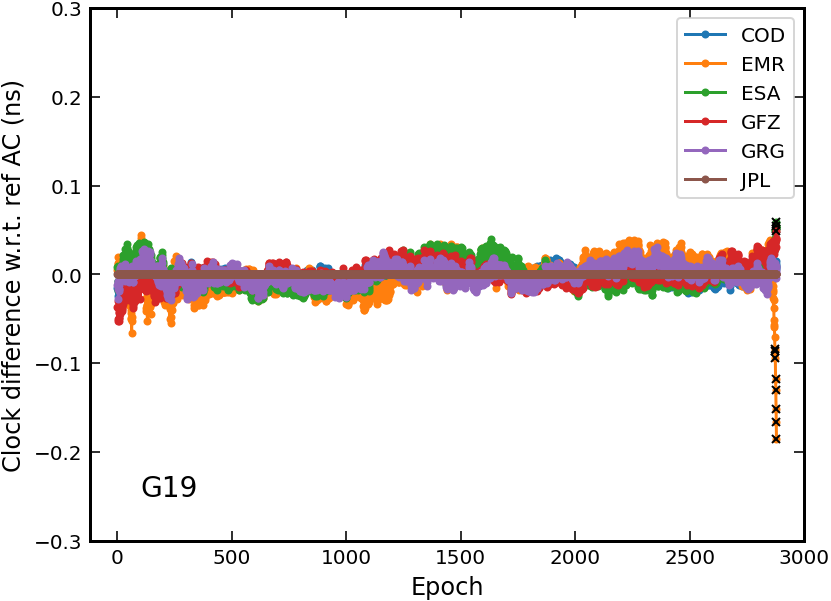 0.3
0.2
0.1
0.0
−0.1
−0.2
−0.3
Clock difference w.r.t. ref AC (ns)
COD
EMR
ESA
GFZ
GRG
JPL
G19
0 500 1000 1500 2000 2500 3000
Epoch